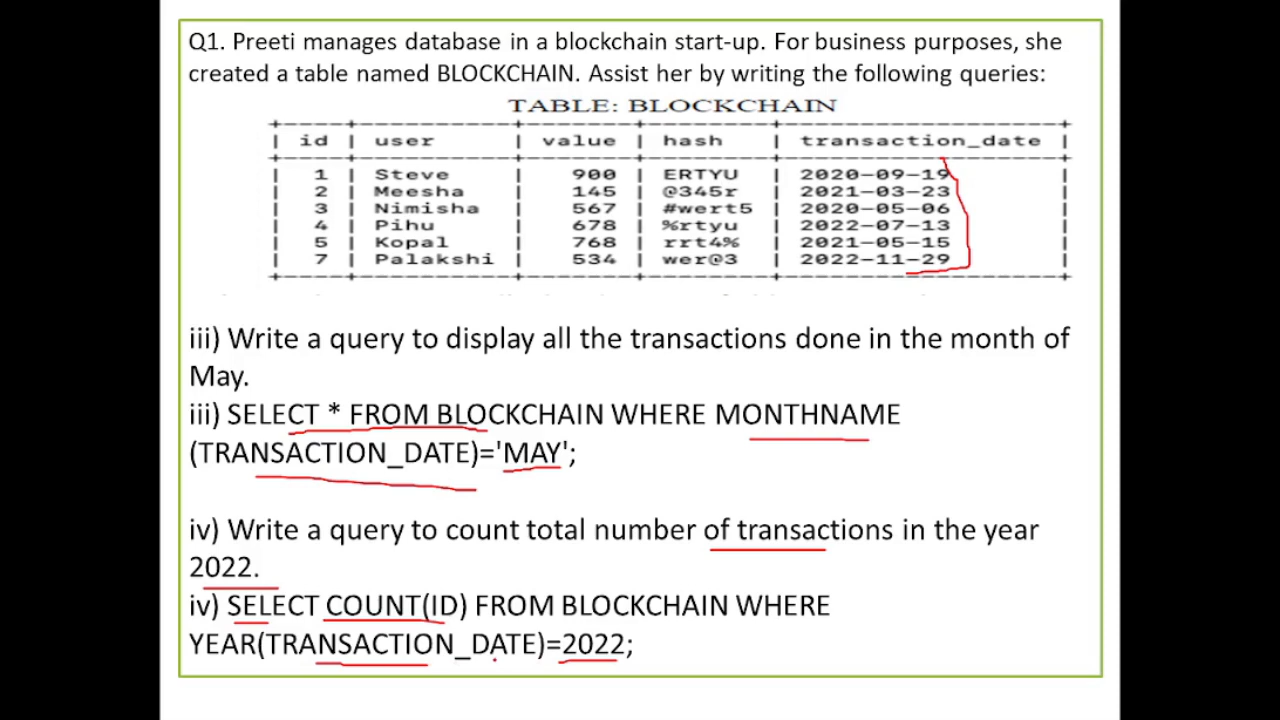 Q1. Preeti manages database in a blockchain start-up. For business purposes, she
created a table named BLOCKCHAIN. Assist her by writing the following queries:
TABLE: BLOCKCHAIN
| id | user | value | hash | transaction_date |
| 1 | Steve | 900 | ERTYU | 2020-09-19 |
| 2 | Meesha | 145 | @345r | 2021-03-23 |
| 3 | Nimisha | 567 | #wert5 | 2020-05-06 |
| 4 | Pihu | 678 | %rtyu | 2022-07-13 |
| 5 | Kopal | 768 | rrt4% | 2021-05-15 |
| 7 | Palakshi | 534 | wer@3 | 2022-11-29 |
iii) Write a query to display all the transactions done in the month of
May.
iii) SELECT * FROM BLOCKCHAIN WHERE MONTHNAME
(TRANSACTION_DATE)='MAY';
iv) Write a query to count total number of transactions in the year
2022.
iv) SELECT COUNT(ID) FROM BLOCKCHAIN WHERE
YEAR(TRANSACTION_DATE)=2022;